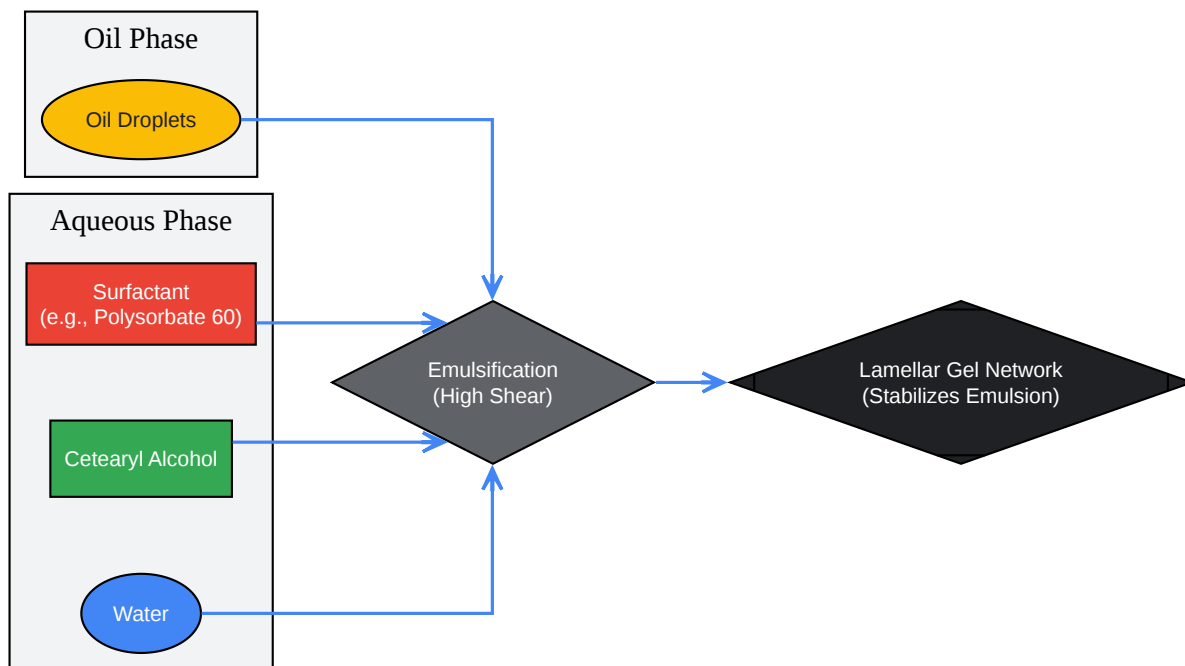 Oil Phase
Oil Droplets
Aqueous Phase
Surfactant
(e.g., Polysorbate 60)
Cetearyl Alcohol
Water
Emulsification
(High Shear)
Lamellar Gel Network
(Stabilizes Emulsion)